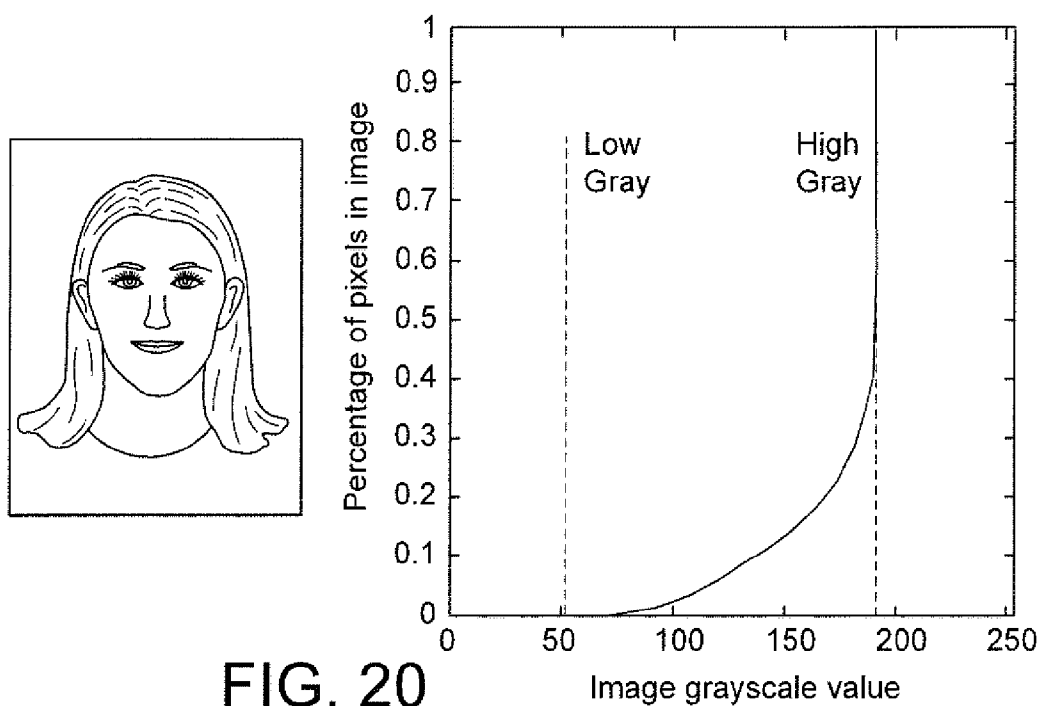 1
0.9
0.8
0.7
0.6
0.5
0.4
0.3
0.2
0.1
0
Percentage of pixels in image
Low
Gray
High
Gray
0 50 100 150 200 250
Image grayscale value
FIG. 20